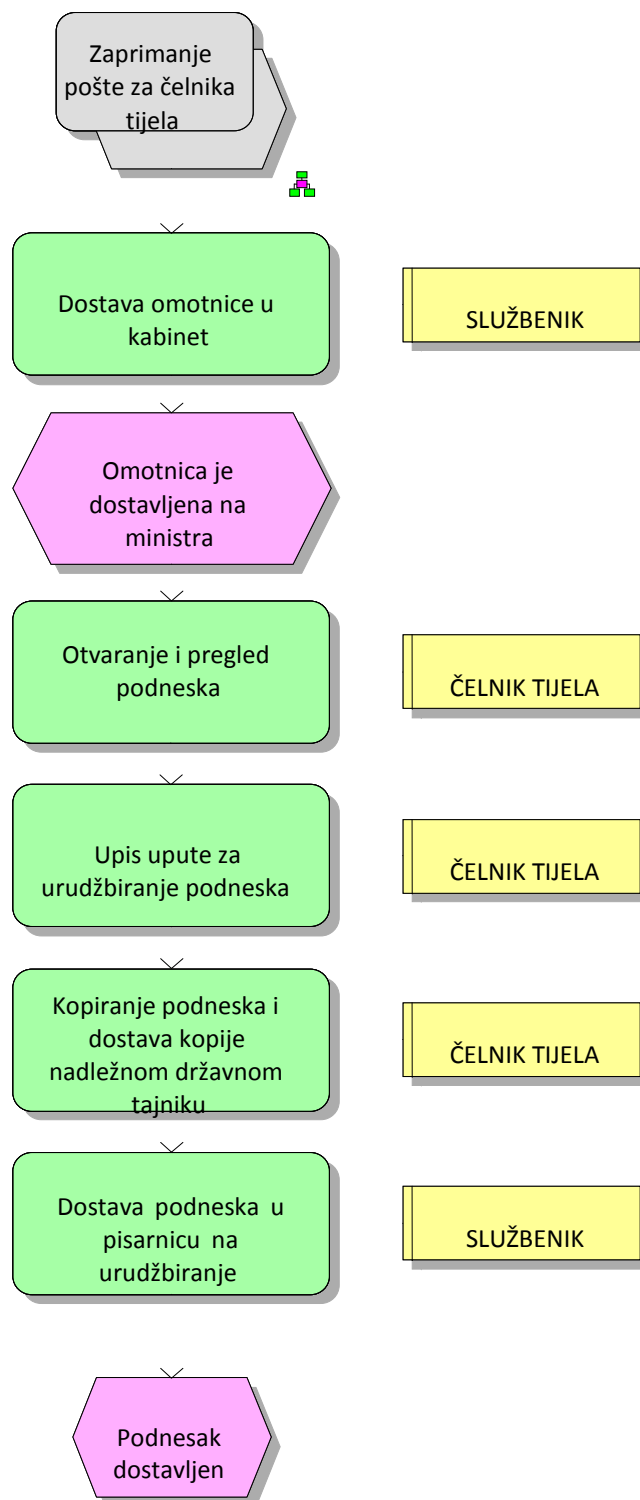 Zaprimanje
pošte za čelnika
tijela
Dostava omotnice u
kabinet
SLUŽBENIK
Omotnica je
dostavljena na
ministra
Otvaranje i pregled
podneska
ČELNIK TIJELA
Upis upute za
urudžbiranje podneska
ČELNIK TIJELA
Kopiranje podneska i
dostava kopije
nadležnom državnom
tajniku
ČELNIK TIJELA
Dostava podneska u
pisarnicu na
urudžbiranje
SLUŽBENIK
Podnesak
dostavljen